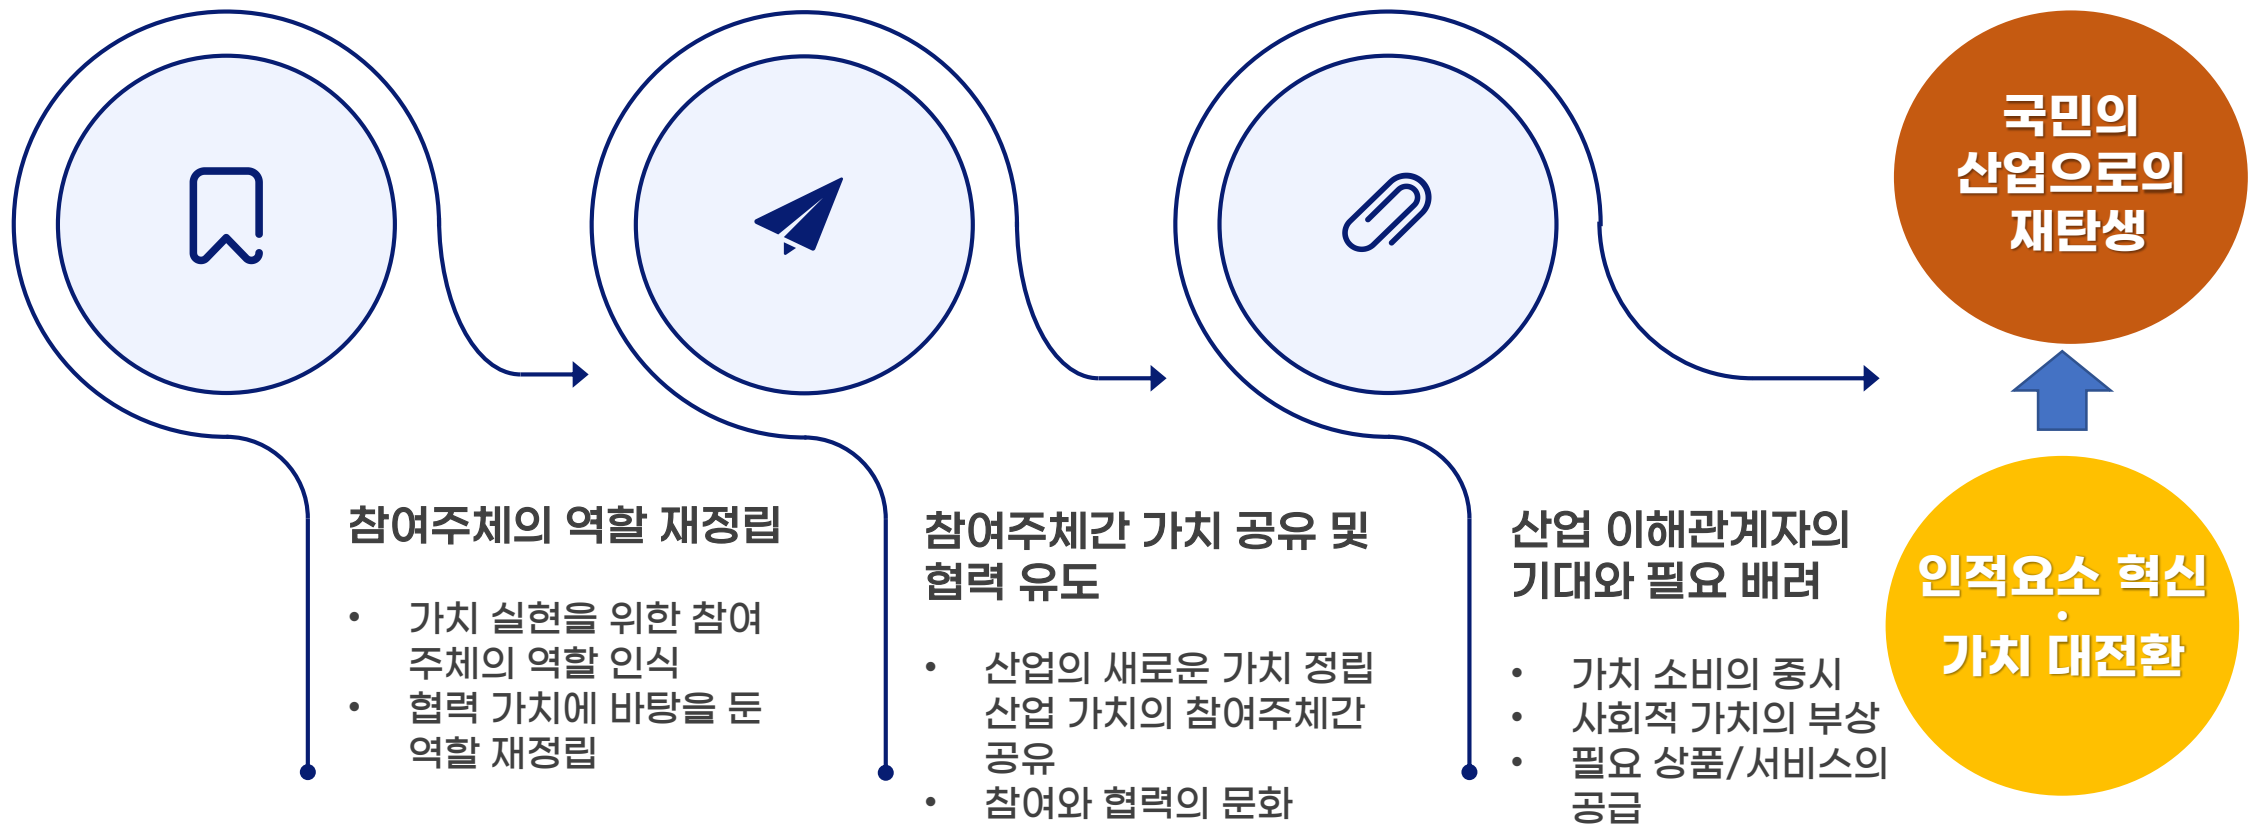 참여주체의 역할 재정립
• 가치 실현을 위한 참여
주체의 역할 인식
• 협력 가치에 바탕을 둔
역할 재정립
참여주체간 가치 공유 및
협력 유도
• 산업의 새로운 가치 정립
산업 가치의 참여주체간
공유
• 참여와 협력의 문화
산업 이해관계자의
기대와 필요 배려
• 가치 소비의 중시
• 사회적 가치의 부상
• 필요 상품/서비스의
공급
국민의
산업으로의
재탄생
인적요소 혁신
·
가치 대전환